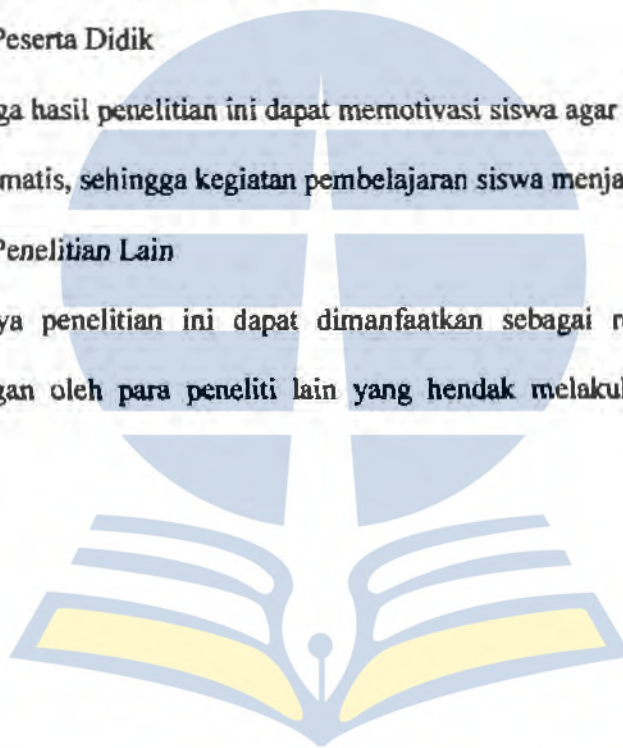 Peserta Didik
ga hasil penelitian ini dapat memotivasi siswa agar
matis, sehingga kegiatan pembelajaran siswa menja
Penelitian Lain
ya penelitian ini dapat dimanfaatkan sebagai r
gan oleh para peneliti lain yang hendak melakul